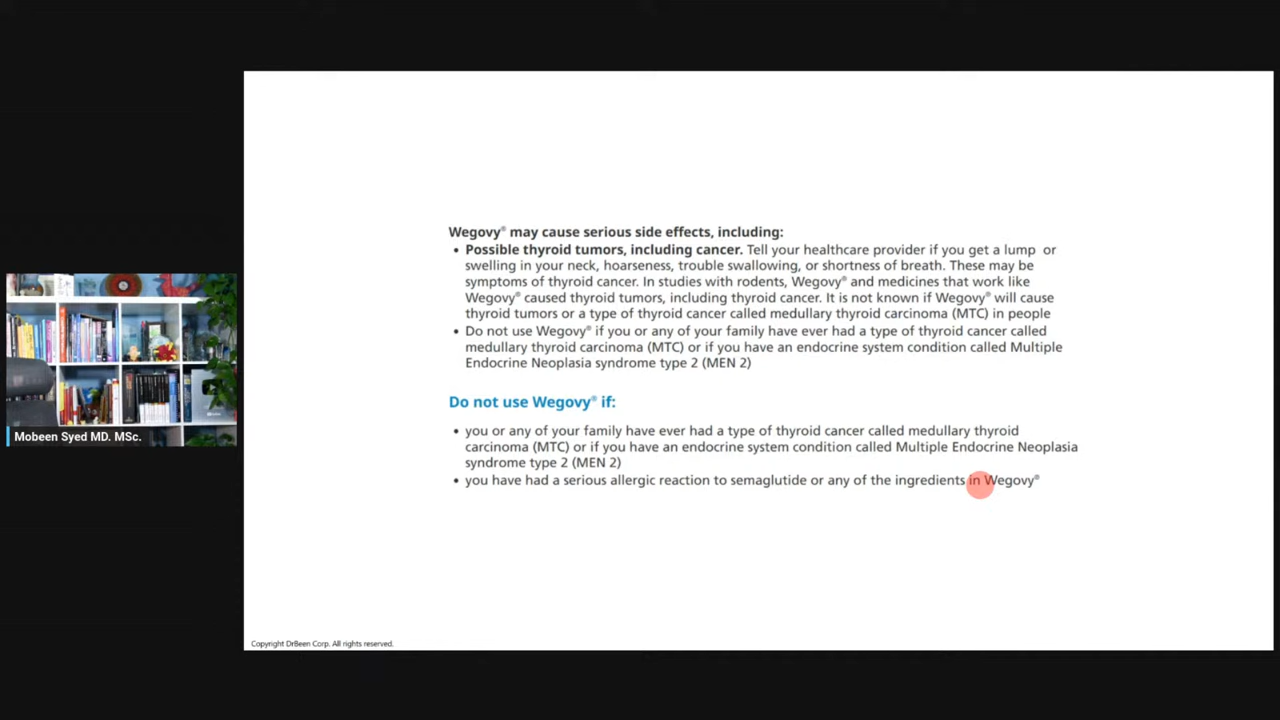 Wegovy® may cause serious side effects, including:
• Possible thyroid tumors, including cancer. Tell your healthcare provider if you get a lump or
swelling in your neck, hoarseness, trouble swallowing, or shortness of breath. These may be
symptoms of thyroid cancer. In studies with rodents, Wegovy® and medicines that work like
Wegovy® caused thyroid tumors, including thyroid cancer. It is not known if Wegovy® will cause
thyroid tumors or a type of thyroid cancer called medullary thyroid carcinoma (MTC) in people
• Do not use Wegovy® if you or any of your family have ever had a type of thyroid cancer called
medullary thyroid carcinoma (MTC) or if you have an endocrine system condition called Multiple
Endocrine Neoplasia syndrome type 2 (MEN 2)
Do not use Wegovy® if:
• you or any of your family have ever had a type of thyroid cancer called medullary thyroid
carcinoma (MTC) or if you have an endocrine system condition called Multiple Endocrine Neoplasia
syndrome type 2 (MEN 2)
• you have had a serious allergic reaction to semaglutide or any of the ingredients in Wegovy®
Mobeen Syed MD. MSc.
Copyright DrBeen Corp. All rights reserved.